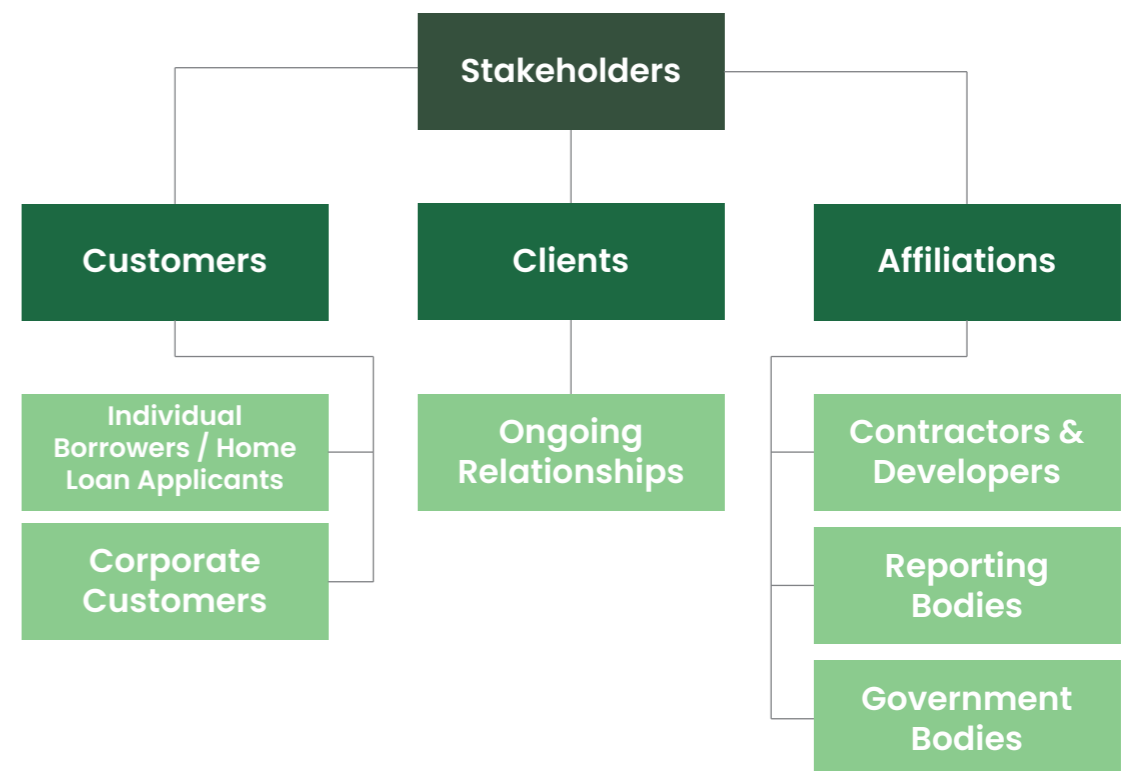 Stakeholders
Customers
Clients
Affiliations
Individual
Borrowers / Home
Loan Applicants
Ongoing
Relationships
Contractors &
Developers
Corporate
Customers
Reporting
Bodies
Government
Bodies